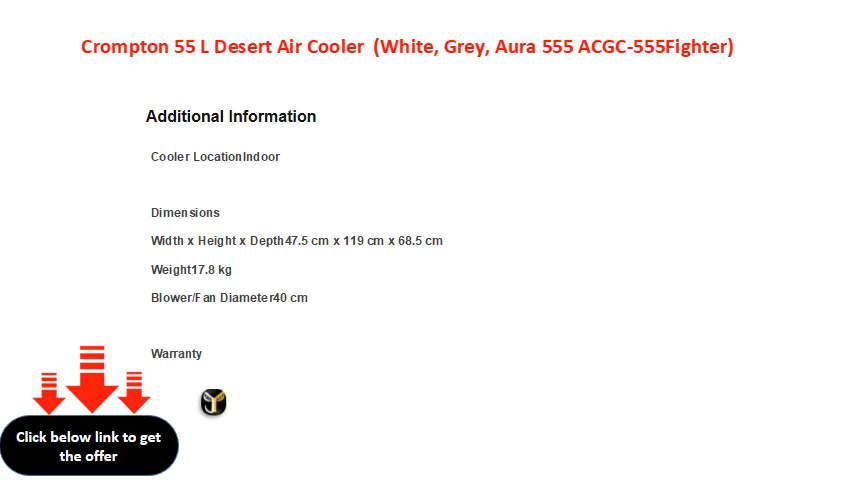 Crompton 55 L Desert Air Cooler (White, Grey, Aura 555 ACGC-555Fighter)
Additional Information
Cooler LocationIndoor
Dimensions
Width x Height x Depth47.5 cm x 119 cm x 68.5 cm
Weight17.8 kg
Blower/Fan Diameter40 cm
Warranty
Click below link to get
the offer